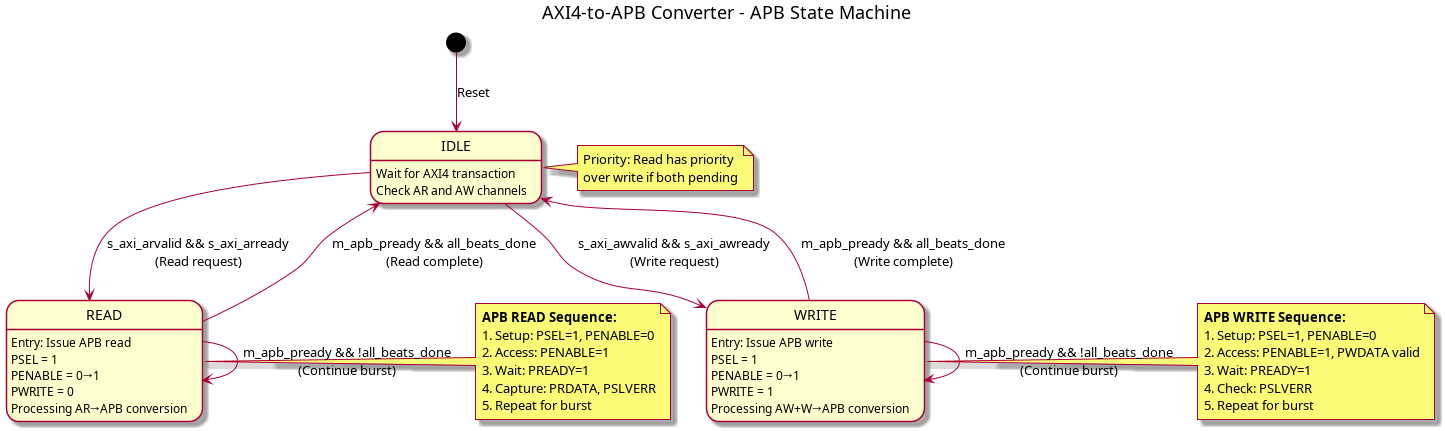 AXI4-to-APB Converter - APB State Machine
Reset
IDLE
Wait for AXI4 transaction
Check AR and AW channels
Priority: Read has priority
over write if both pending
s_axi_arvalid && s_axi_arready
(Read request)
m_apb_pready && all_beats_done
(Read complete)
s_axi_awvalid && s_axi_awready
(Write request)
m_apb_pready && all_beats_done
(Write complete)
READ
Entry: Issue APB read
PSEL = 1
PENABLE = 0→1
PWRITE = 0
Processing AR→APB conversion
m_apb_pready && !all_beats_done
(Continue burst)
APB READ Sequence:
1. Setup: PSEL=1, PENABLE=0
2. Access: PENABLE=1
3. Wait: PREADY=1
4. Capture: PRDATA, PSLVERR
5. Repeat for burst
WRITE
Entry: Issue APB write
PSEL = 1
PENABLE = 0→1
PWRITE = 1
Processing AW+W→APB conversion
m_apb_pready && !all_beats_done
(Continue burst)
APB WRITE Sequence:
1. Setup: PSEL=1, PENABLE=0
2. Access: PENABLE=1, PWDATA valid
3. Wait: PREADY=1
4. Check: PSLVERR
5. Repeat for burst